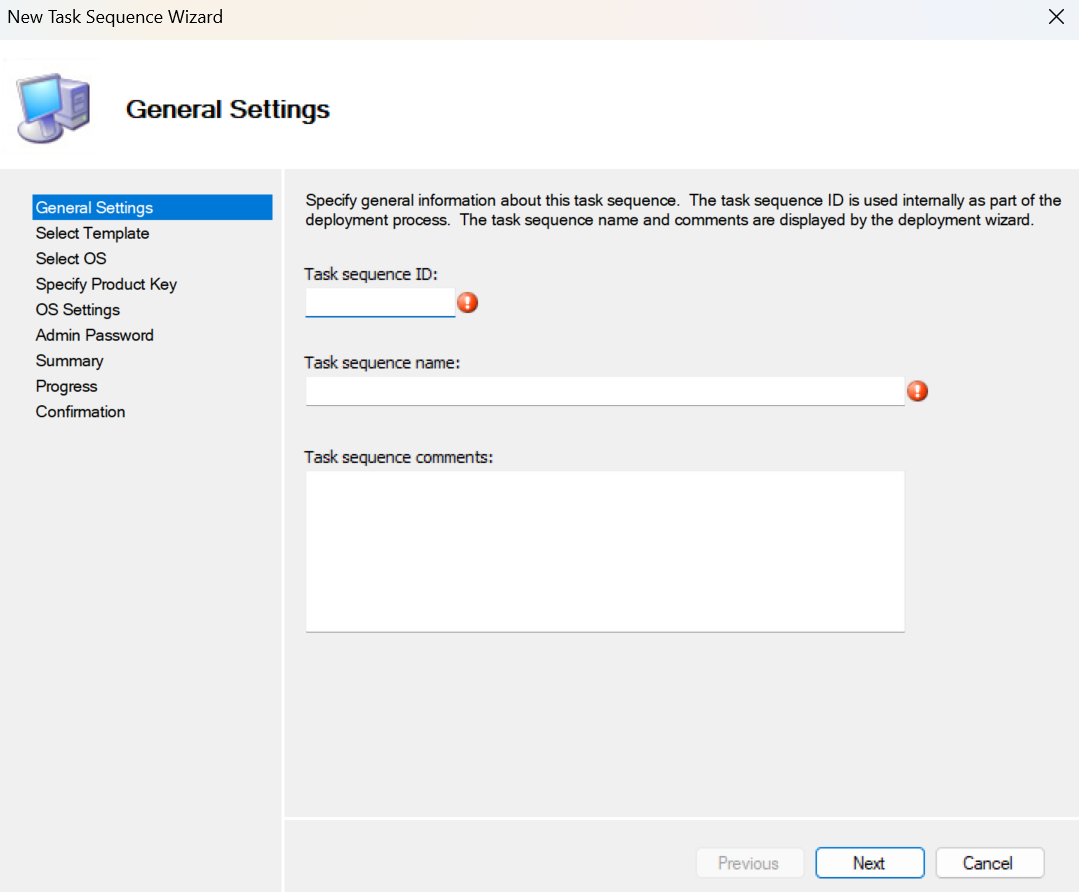 New Task Sequence Wizard
General Settings
General Settings
Select Template
Select OS
Specify Product Key
OS Settings
Admin Password
Summary
Progress
Confirmation
Specify general information about this task sequence.  The task sequence ID is used internally as part of the
deployment process.  The task sequence name and comments are displayed by the deployment wizard.
Task sequence ID:
Task sequence name:
Task sequence comments:
Previous
Next
Cancel